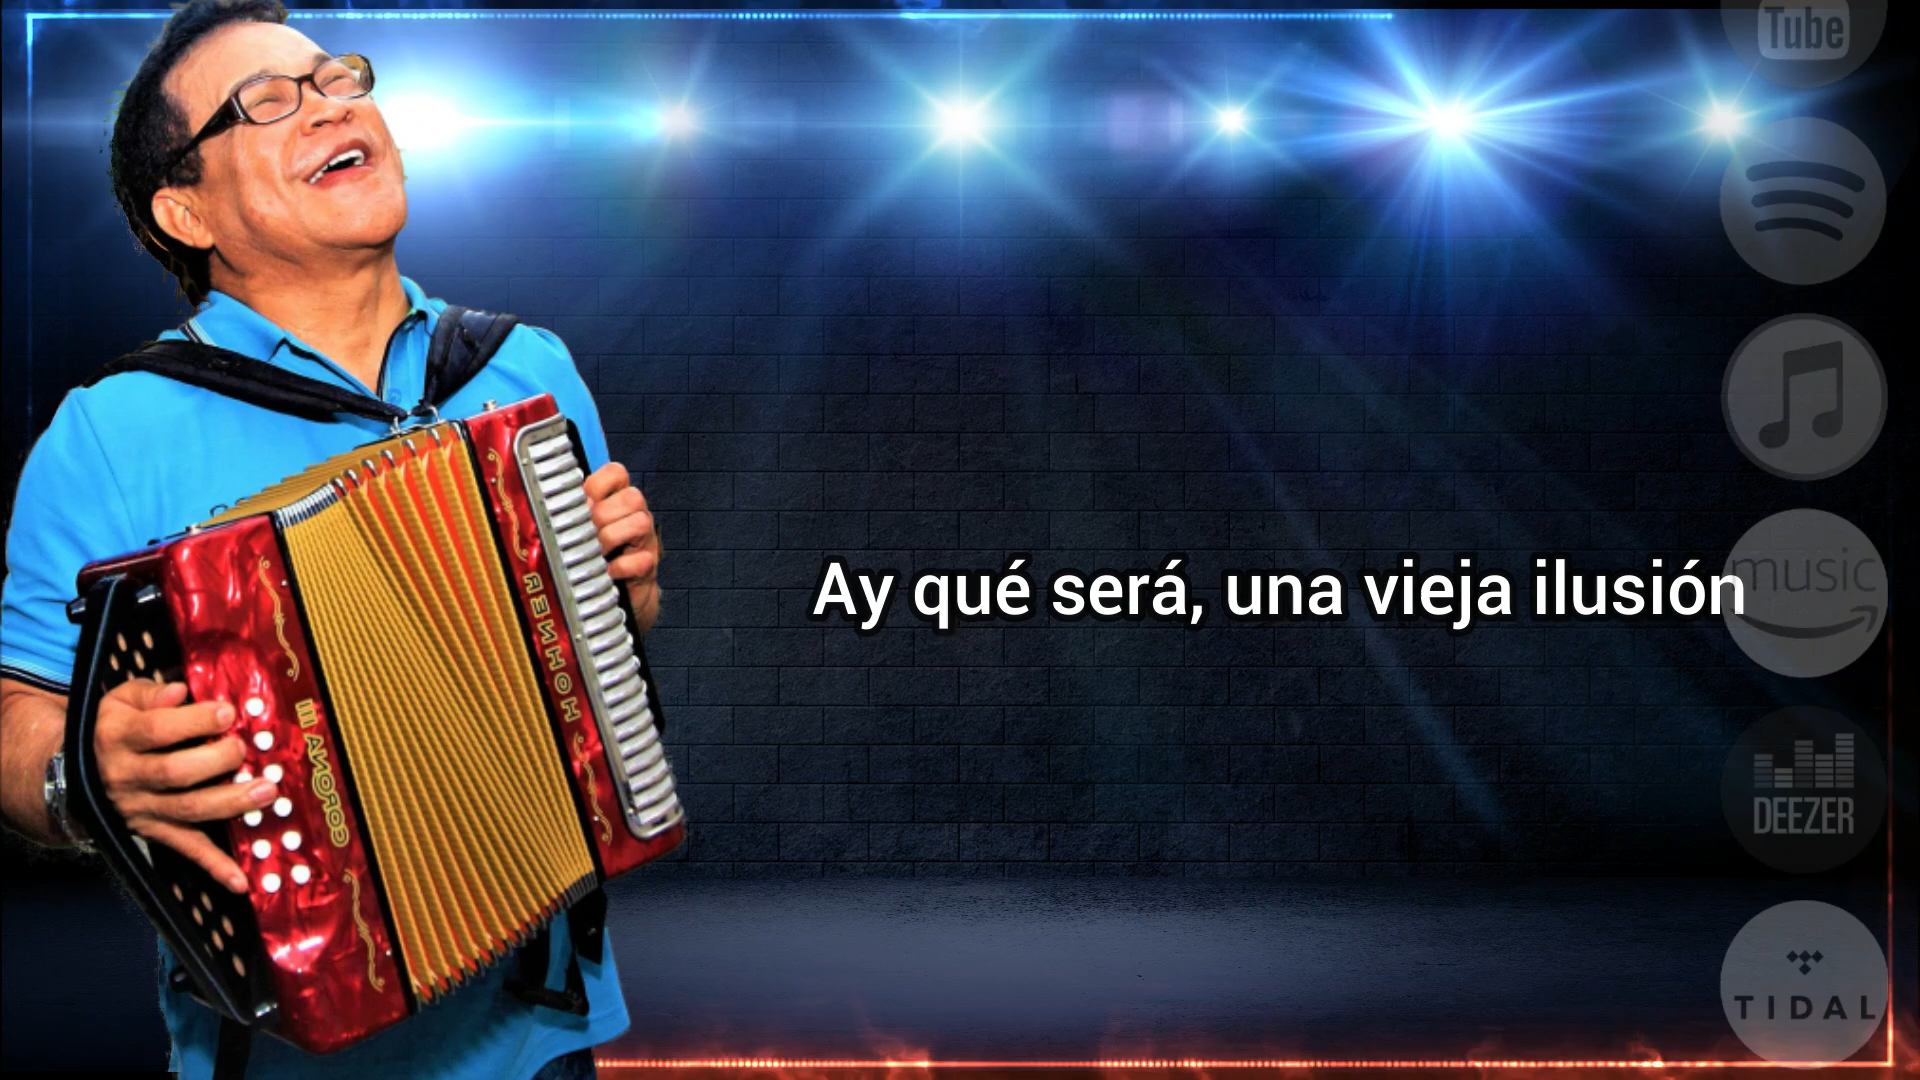 Tube
Ay qué será, una vieja ilusión
music
DEEZER
TIDAL
HOHNER
CORONA III